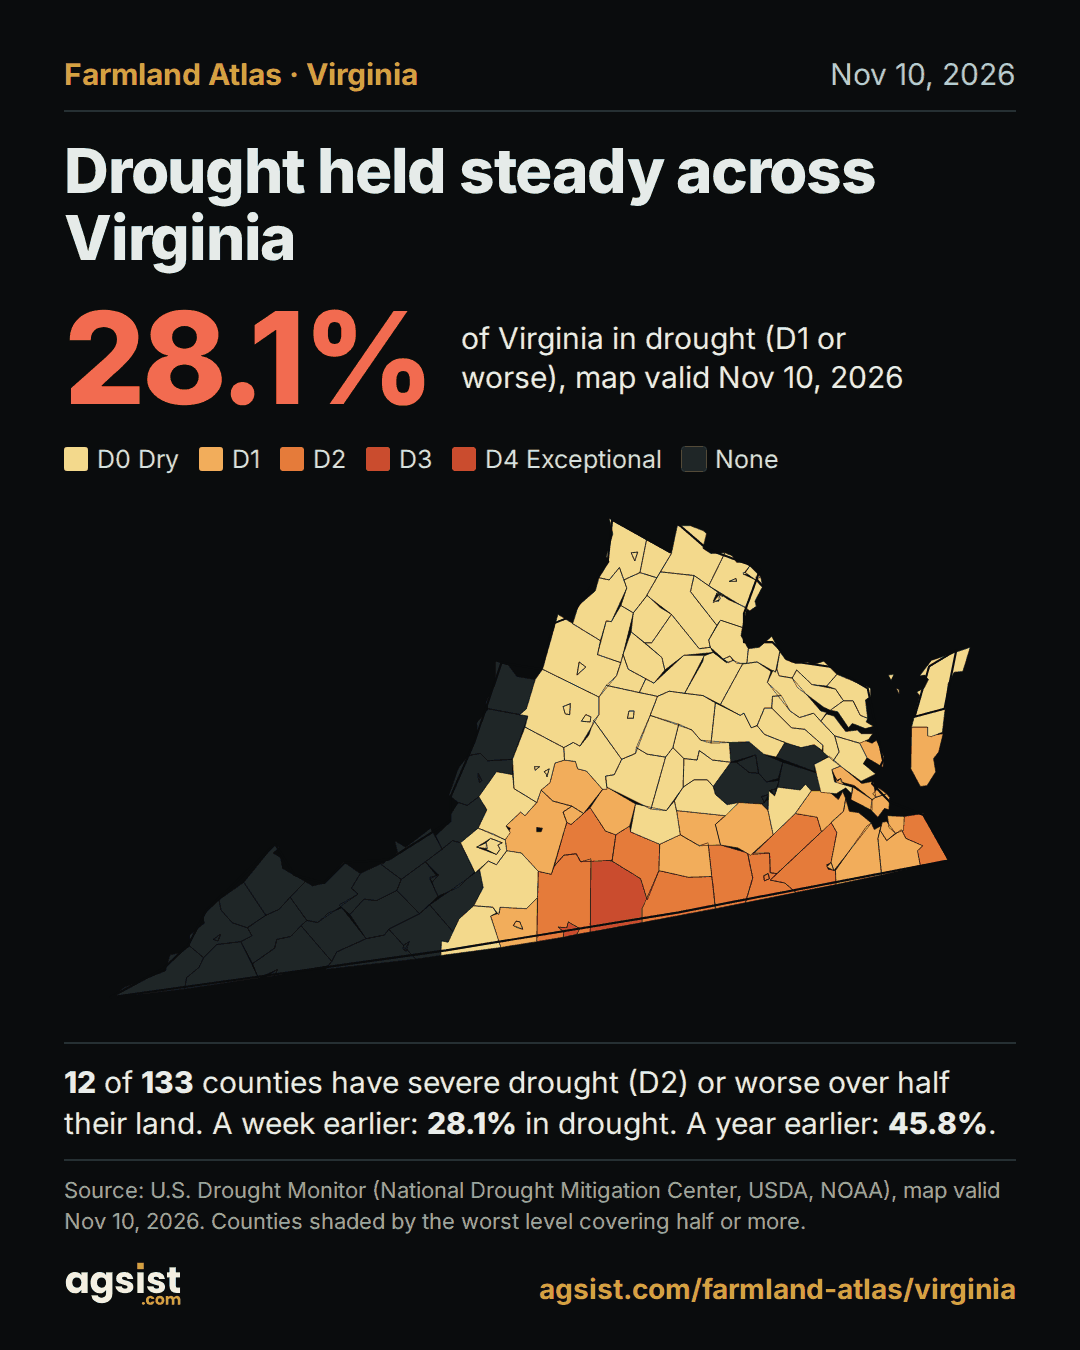 Farmland Atlas · Virginia
Nov 10, 2026
Drought held steady across
Virginia
28.1%
of Virginia in drought (D1 or
worse), map valid Nov 10, 2026
D0 Dry D1 D2 D3 D4 Exceptional None
12 of 133 counties have severe drought (D2) or worse over half
their land. A week earlier: 28.1% in drought. A year earlier: 45.8%.
Source: U.S. Drought Monitor (National Drought Mitigation Center, USDA, NOAA), map valid
Nov 10, 2026. Counties shaded by the worst level covering half or more.
agsist
.com
agsist.com/farmland-atlas/virginia